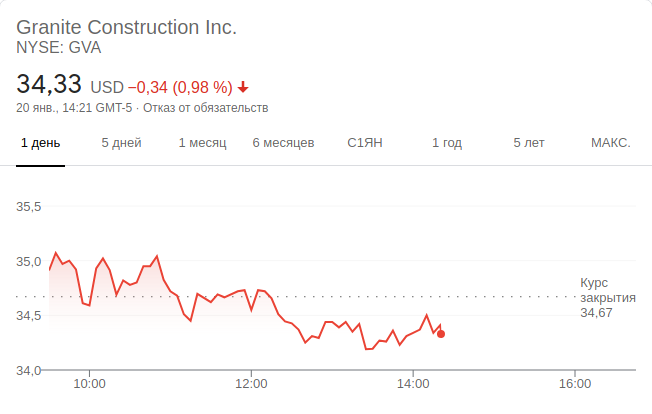 Granite Construction Inc.
NYSE: GVA
34,33 USD −0,34 (0,98 %)
20 янв., 14:21 GMT-5 · Отказ от обязательств
1 день 5 дней 1 месяц 6 месяцев С1ЯН 1 год 5 лет МАКС.
35,5
35,0
Курс
закрытия
34,67
34,5
34,0
10:00 12:00 14:00 16:00